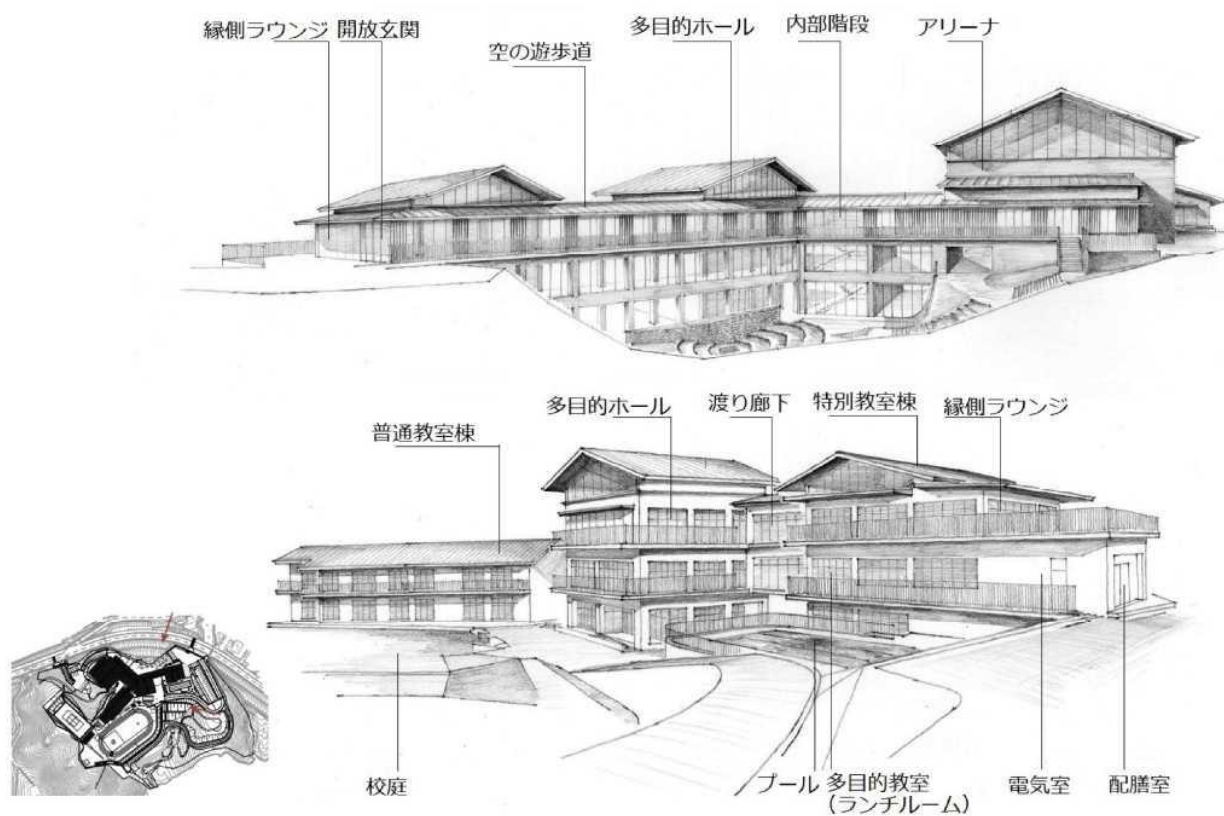 縁側ラウンジ 開放玄関
空の遊歩道
多目的ホール
内部階段
アリーナ
普通教室棟
多目的ホール
渡り廊下
特別教室棟
縁側ラウンジ
校庭
プール
多目的教室
(ランチルーム)
電気室
配膳室